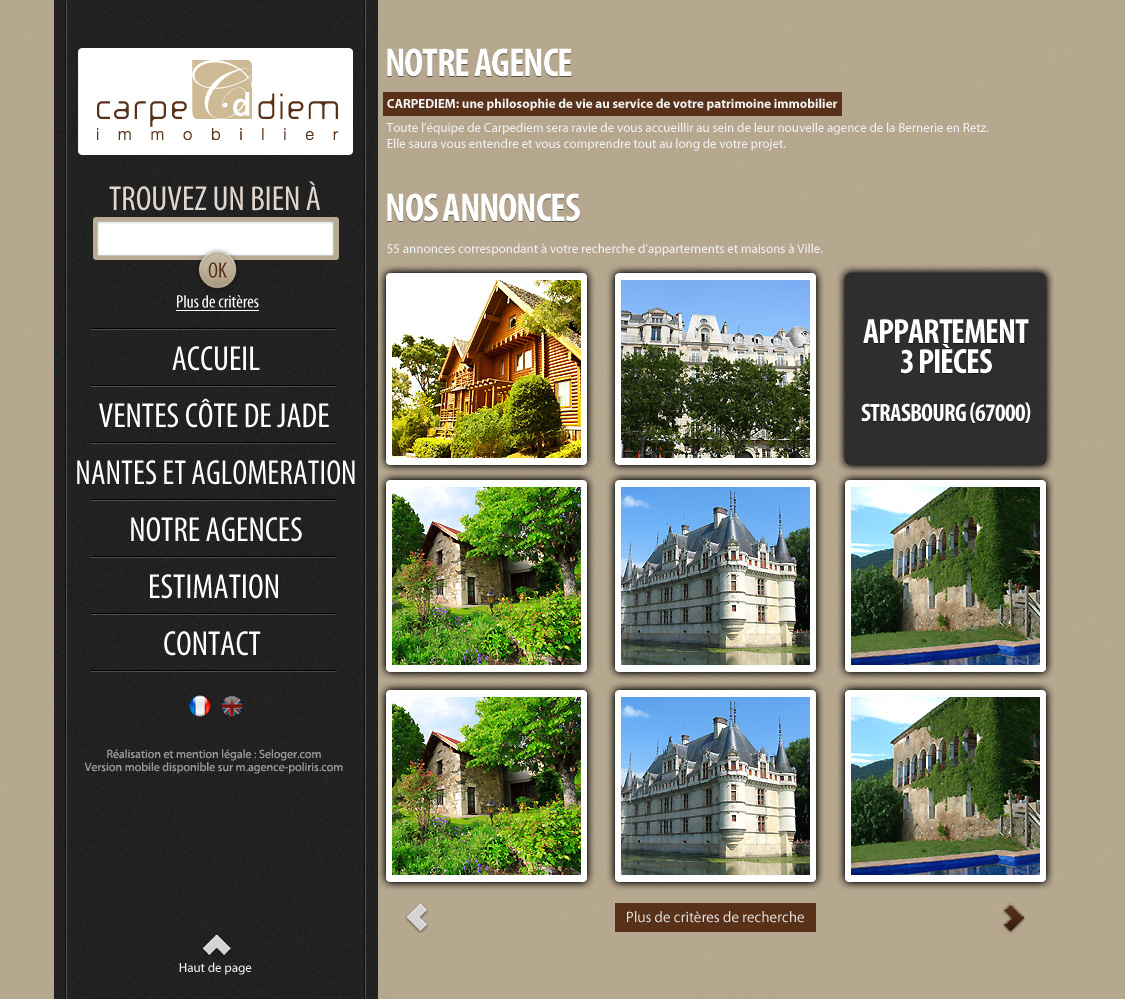 carpe Cd diem
immobilier
TROUVEZ UN BIEN À
OK
Plus de critères
ACCUEIL
VENTES CÔTE DE JADE
NANTES ET AGLOMERATION
NOTRE AGENCES
ESTIMATION
CONTACT
Réalisation et mention légale : Seloger.com
Version mobile disponible sur m.agence-poliris.com
Haut de page
NOTRE AGENCE
CARPEDIEM: une philosophie de vie au service de votre patrimoine immobilier
Toute l'équipe de Carpediem sera ravie de vous accueillir au sein de leur nouvelle agence de la Bernerie en Retz.
Elle saura vous entendre et vous comprendre tout au long de votre projet.
NOS ANNONCES
55 annonces correspondant à votre recherche d'appartements et maisons à Ville.
APPARTEMENT
3 PIÈCES
STRASBOURG (67000)
Plus de critères de recherche